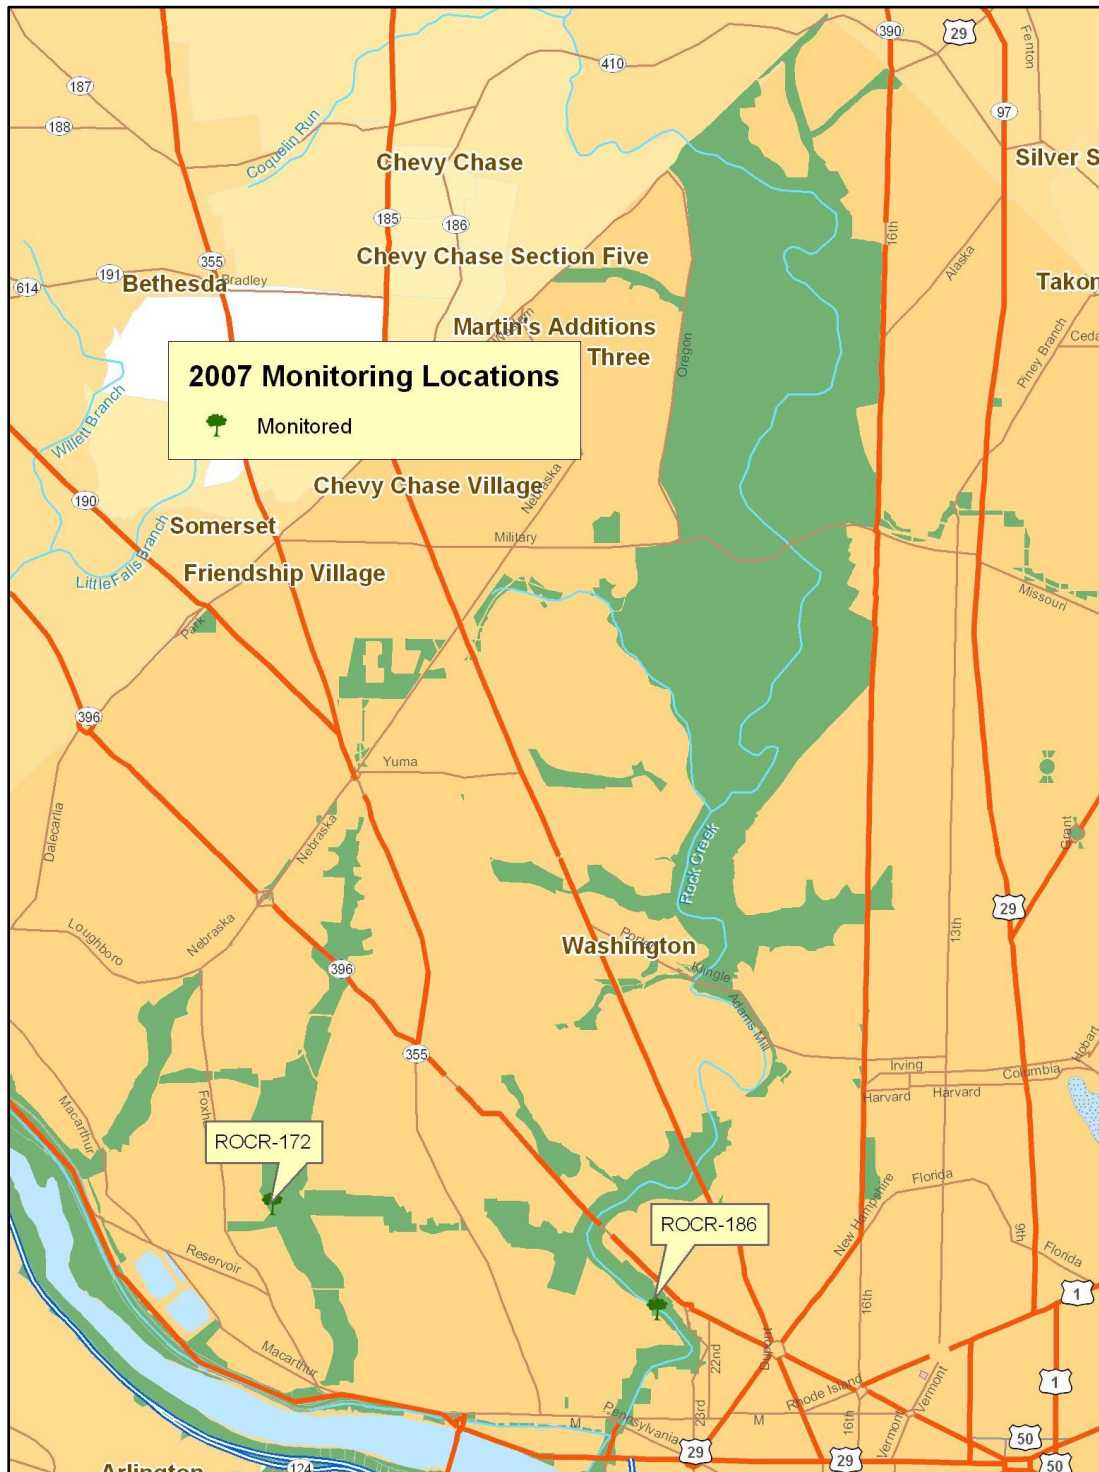 390
29
Fenton
187
410
97
188
Coquelin Run
Chevy Chase
Silver S
185
186
16th
Alaska
Chevy Chase Section Five
355
191
Bradley
Bethesda
614
Takon
Western
Martin's Additions
Three
Oregon
Piney Branch
Ceda
2007 Monitoring Locations
Monitored
Willett Branch
Chevy Chase Village
Nebraska
190
Somerset
Military
Little Falls Branch
Friendship Village
Missouri
Park
396
Yuma
Dalecarlia
Nebraska
Grant
Rock Creek
29
Loughboro
Nebraska
13th
Washington
Klingle
396
Adams Mill
355
Irving
Columbia
Hobart
Harvard
Harvard
Macarthur
Foxha
ROCR-172
Florida
New Hampshire
ROCR-186
9th
Florida
Reservoir
1
16th
Macarthur
22nd
Dupont
Rhode Island
1
Vermont
23rd
M
M
16th
Pennsylvania
Vermont
29
29
50
50
Arlington
124